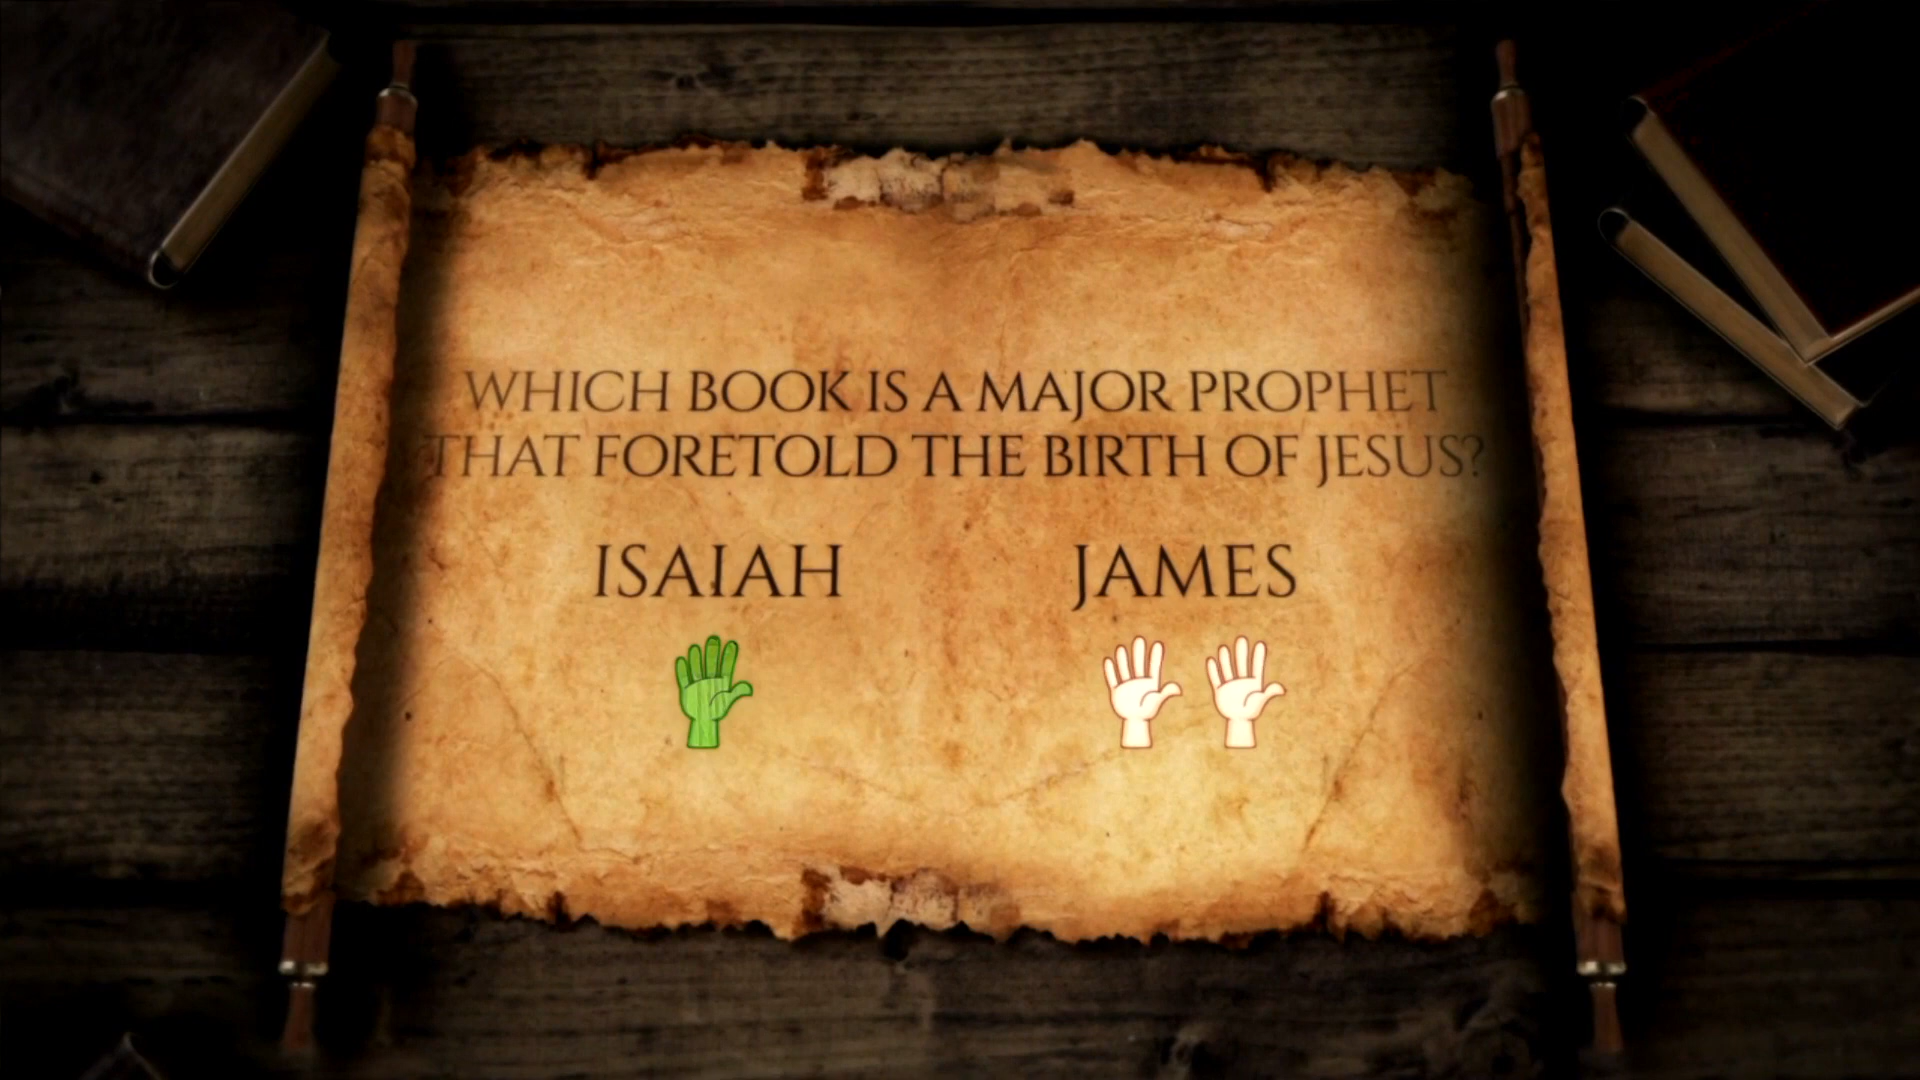 WHICH BOOK IS A MAJOR PROPHET
THAT FORETOLD THE BIRTH OF JESUS?
ISAIAH JAMES